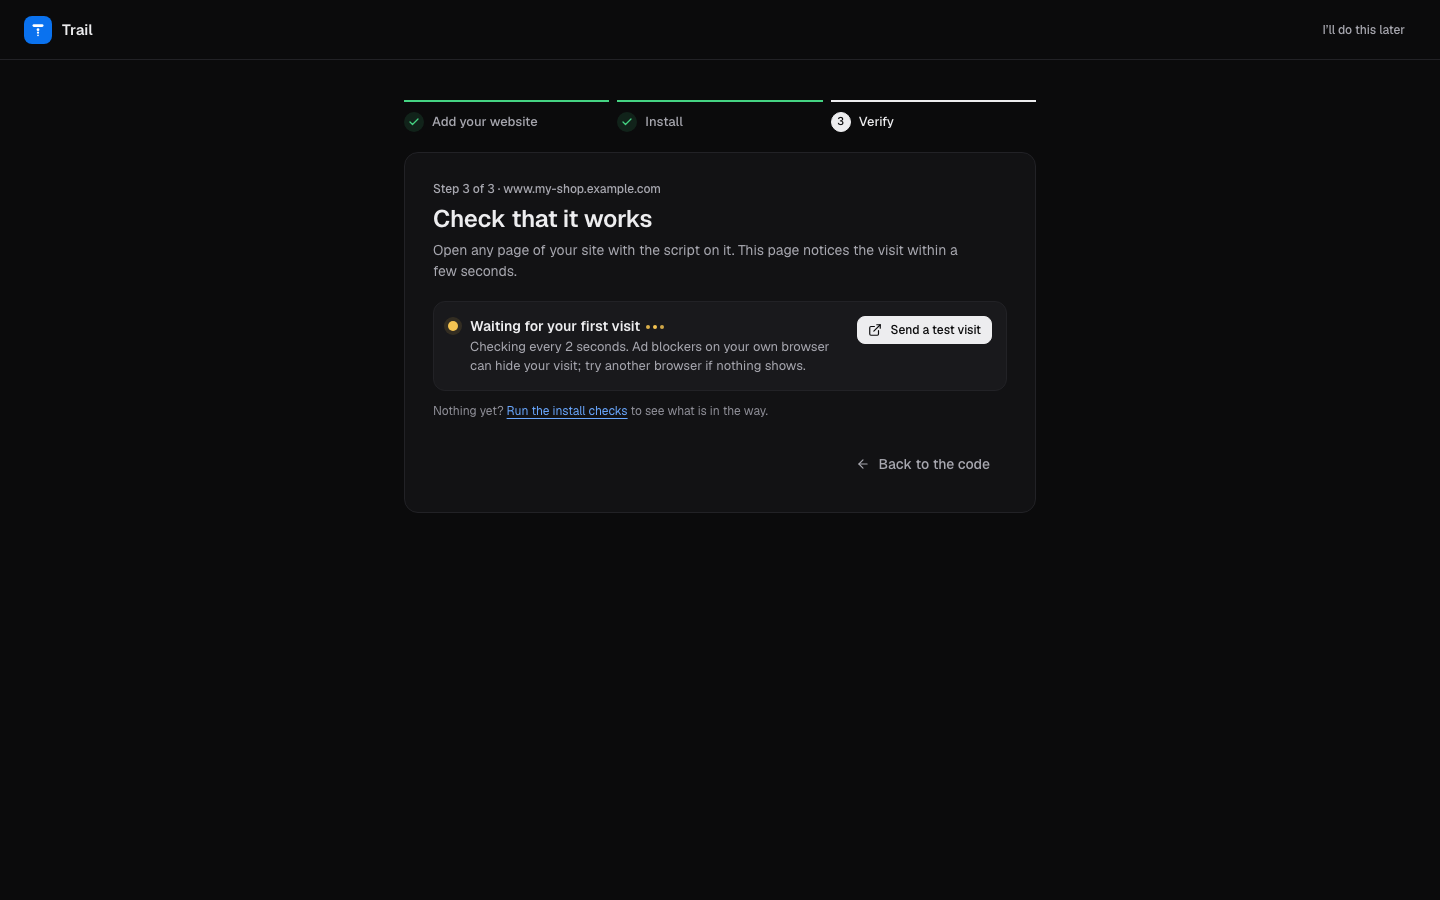 Trail
I'll do this later
Add your website
Install
3 Verify
Step 3 of 3 · www.my-shop.example.com
Check that it works
Open any page of your site with the script on it. This page notices the visit within a
few seconds.
Waiting for your first visit
Send a test visit
Checking every 2 seconds. Ad blockers on your own browser
can hide your visit; try another browser if nothing shows.
Nothing yet? Run the install checks to see what is in the way.
Back to the code